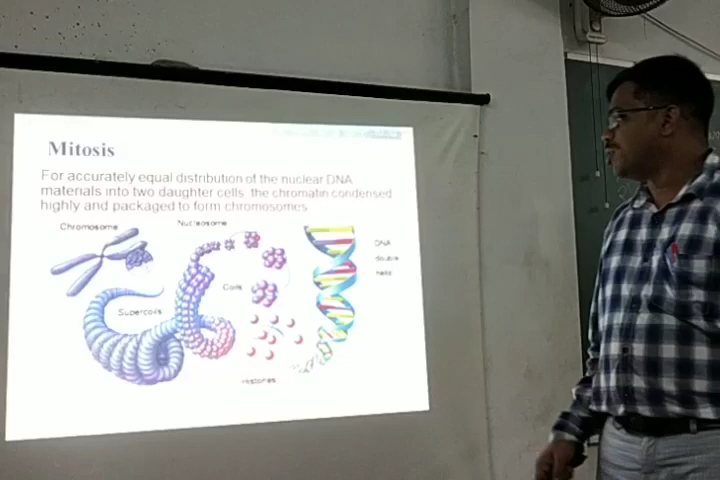 Mitosis
For accurately equal distribution of the nuclear DNA
materials into two daughter cells, the chromatin condensed
highly and packaged to form chromosomes
Chromosome
Nucleosome
DNA
double
helix
Coils
Supercoils
Histones